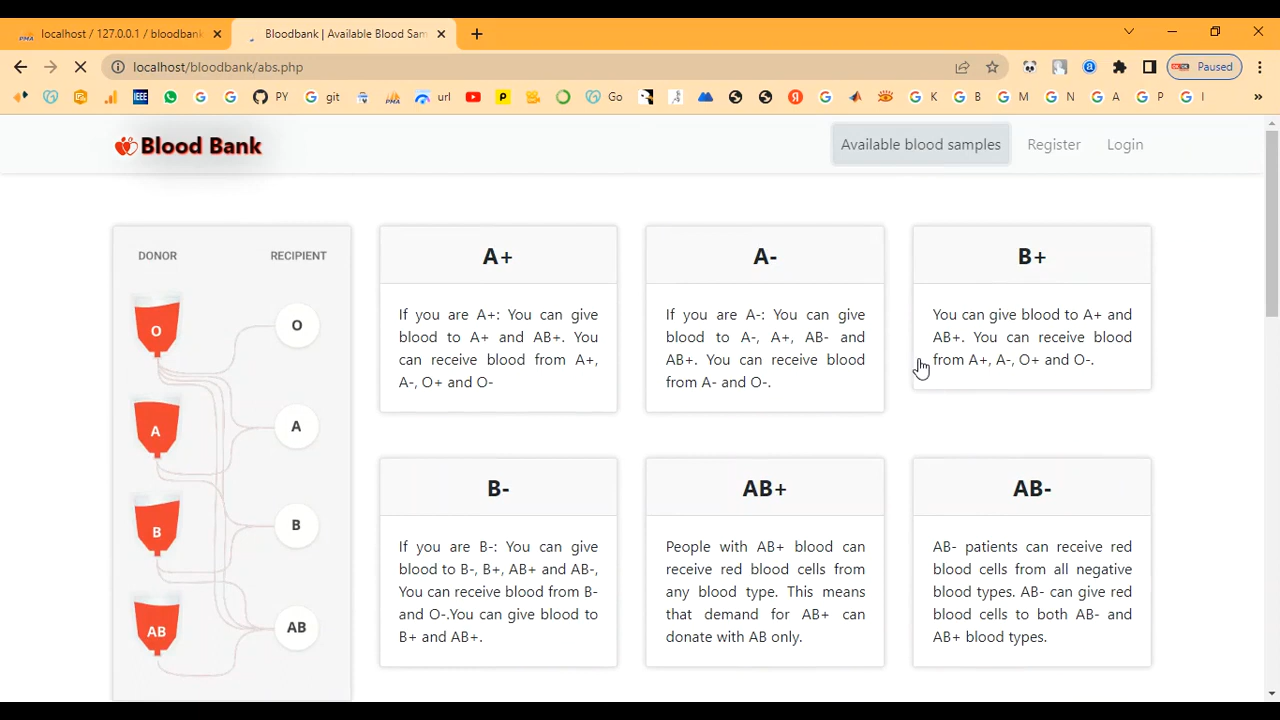 localhost / 127.0.0.1 / bloodbank
Bloodbank | Available Blood Sam
localhost/bloodbank/abs.php
Paused
IEEE
PY
git
url
Go
K
B
M
N
A
P
I
Blood Bank
Available blood samples
Register
Login
DONOR
RECIPIENT
O
O
A
A
B
B
AB
AB
A+
If you are A+: You can give
blood to A+ and AB+. You
can receive blood from A+,
A-, O+ and O-
A-
If you are A-: You can give
blood to A-, A+, AB- and
AB+. You can receive blood
from A- and O-.
B+
You can give blood to A+ and
AB+. You can receive blood
from A+, A-, O+ and O-.
B-
If you are B-: You can give
blood to B-, B+, AB+ and AB-,
You can receive blood from B-
and O-.You can give blood to
B+ and AB+.
AB+
People with AB+ blood can
receive red blood cells from
any blood type. This means
that demand for AB+ can
donate with AB only.
AB-
AB- patients can receive red
blood cells from all negative
blood types. AB- can give red
blood cells to both AB- and
AB+ blood types.